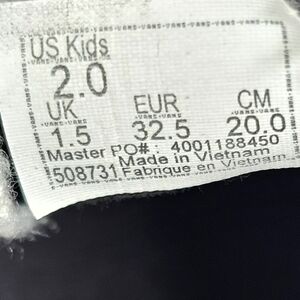 US Kids
2.0
UK EUR CM
1.5 32.5 20.0
Master PO#: 4001188450
Made in Vietnam
508731 Fabrique en Vietnam